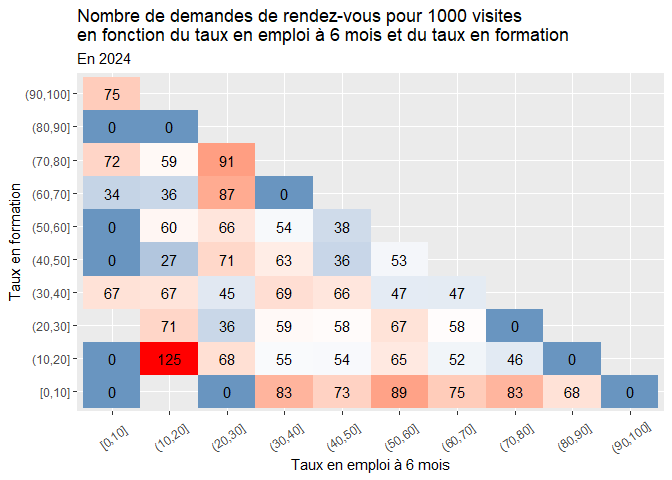 Nombre de demandes de rendez-vous pour 1000 visites
en fonction du taux en emploi à 6 mois et du taux en formation
En 2024
Taux en formation
(90,100] 75
(80,90] 0 0
(70,80] 72 59 91
(60,70] 34 36 87 0
(50,60] 0 60 66 54 38
(40,50] 0 27 71 63 36 53
(30,40] 67 67 45 69 66 47 47
(20,30] 71 36 59 58 67 58 0
(10,20] 0 125 68 55 54 65 52 46 0
[0,10] 0 0 83 73 89 75 83 68 0
[0,10] (10,20] (20,30] (30,40] (40,50] (50,60] (60,70] (70,80] (80,90] (90,100]
Taux en emploi à 6 mois